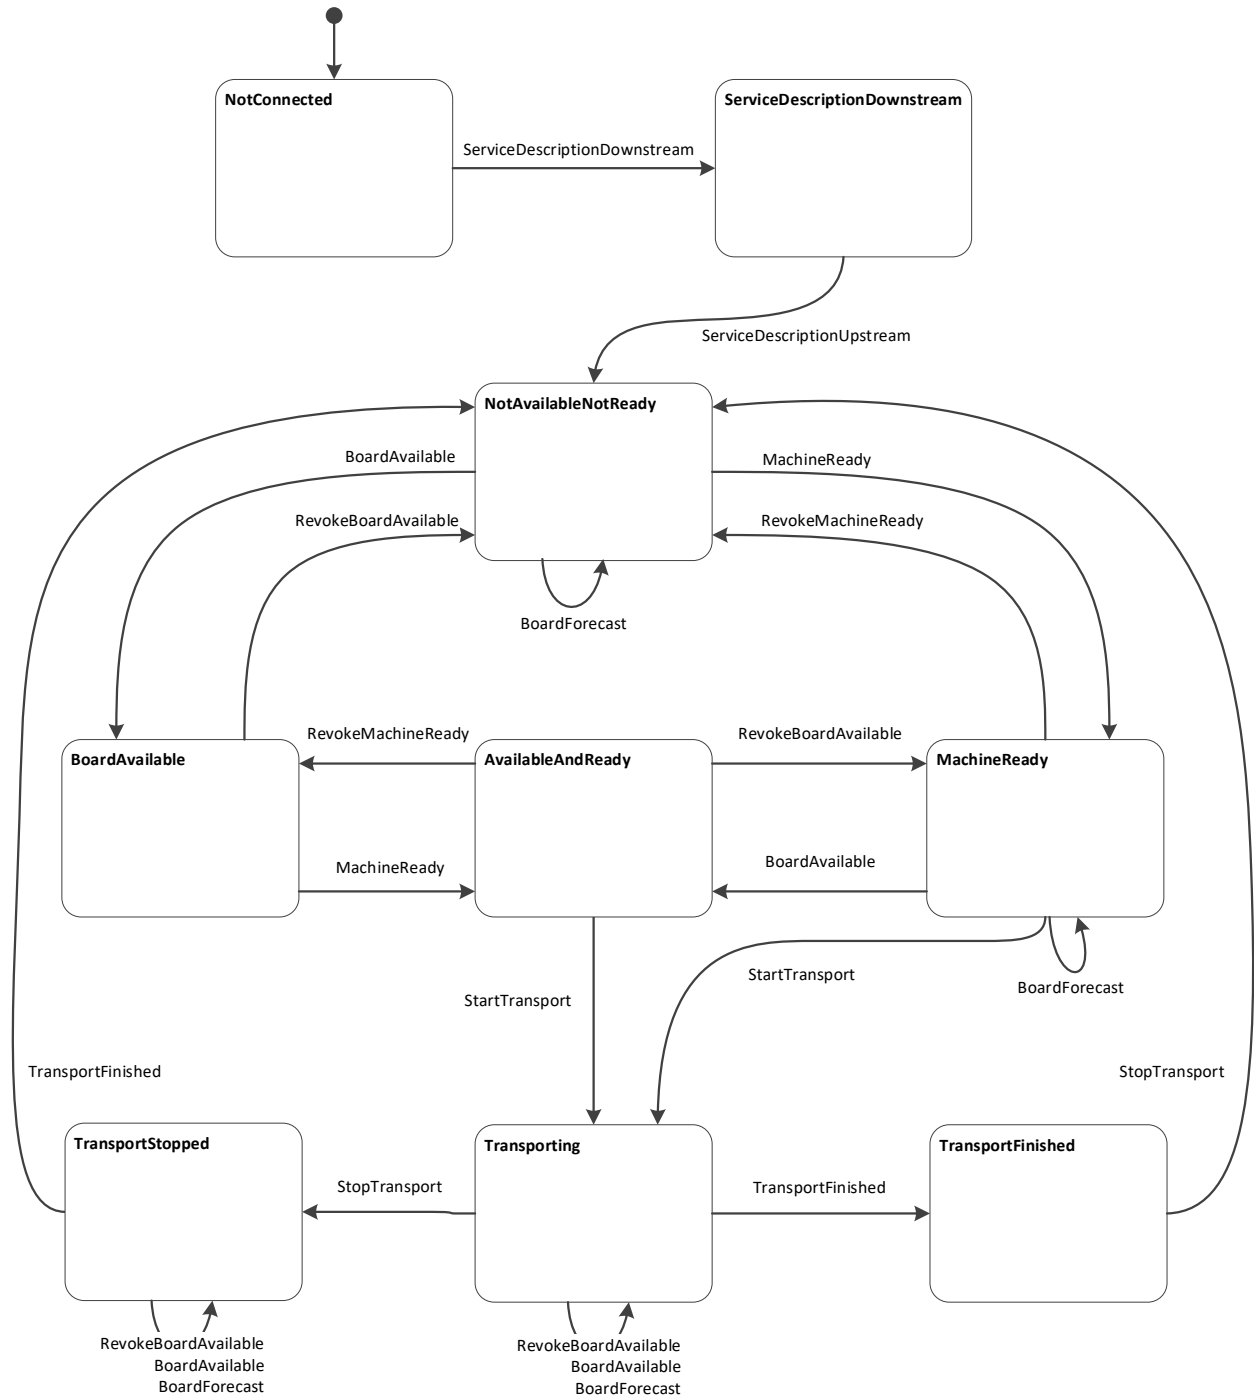 NotConnected
ServiceDescriptionDownstream
ServiceDescriptionDownstream
ServiceDescriptionUpstream
NotAvailableNotReady
BoardAvailable
MachineReady
RevokeBoardAvailable
RevokeMachineReady
BoardForecast
BoardAvailable
RevokeMachineReady
AvailableAndReady
RevokeBoardAvailable
MachineReady
MachineReady
BoardAvailable
StartTransport
StartTransport
BoardForecast
TransportFinished
StopTransport
TransportStopped
StopTransport
Transporting
TransportFinished
TransportFinished
RevokeBoardAvailable
BoardAvailable
BoardForecast
RevokeBoardAvailable
BoardAvailable
BoardForecast